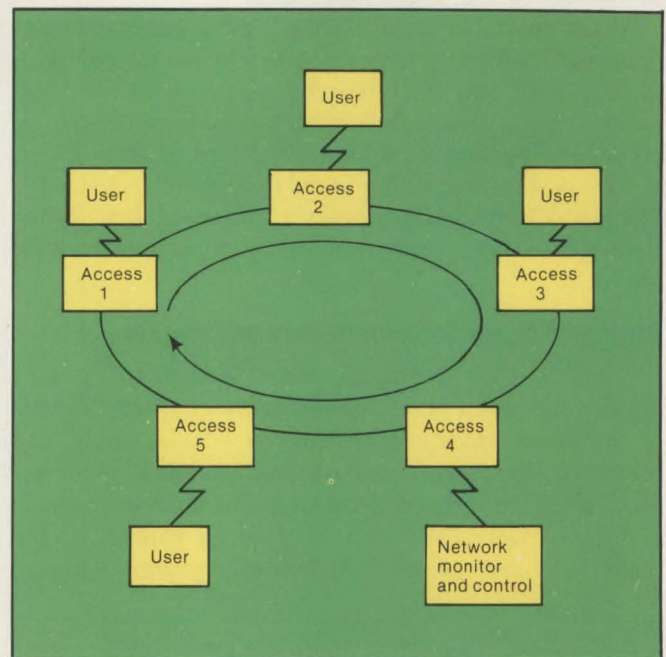 User
Access
2
User
Access
1
User
Access
3
Access
5
Access
4
User
Network
monitor
and control